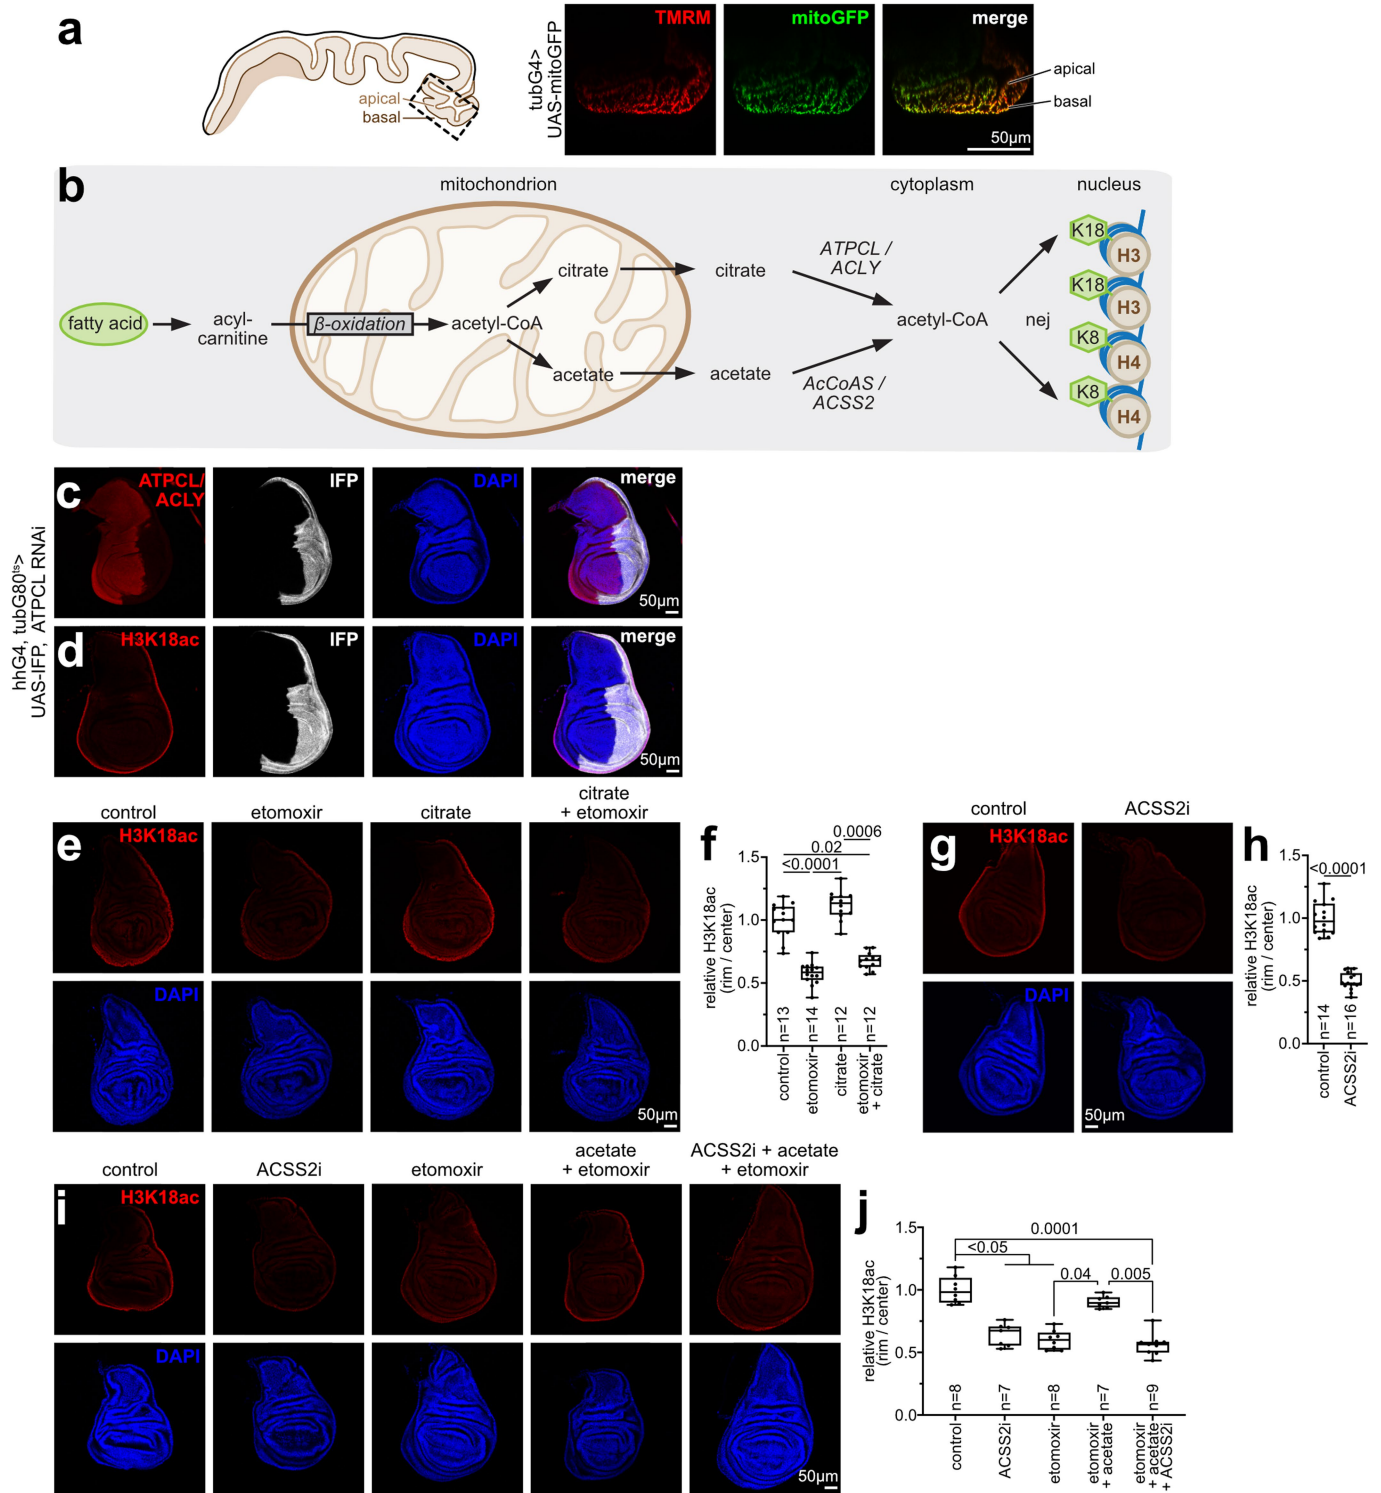 a
apical
basal
tubG4>
UAS-mitoGFP
TMRM
mitoGFP
merge
apical
basal
50µm
b
mitochondrion
cytoplasm
nucleus
fatty acid
acyl-
carnitine
β-oxidation
acetyl-CoA
citrate
acetate
citrate
acetate
ATPCL /
ACLY
AcCoAS /
ACSS2
acetyl-CoA
nej
K18
H3
K18
H3
K8
H4
K8
H4
hhG4, tubG80ts>
UAS-IFP, ATPCL RNAi
c
ATPCL/
ACLY
IFP
DAPI
merge
50µm
d
H3K18ac
IFP
DAPI
merge
50µm
e
control
etomoxir
citrate
citrate
+ etomoxir
H3K18ac
DAPI
50µm
f
relative H3K18ac
(rim / center)
1.5
1.0
0.5
0.0
0.0006
0.02
<0.0001
n=13
n=14
n=12
n=12
control
etomoxir
citrate
etomoxir
+ citrate
g
control
ACSS2i
H3K18ac
DAPI
50µm
h
relative H3K18ac
(rim / center)
1.5
1.0
0.5
0.0
<0.0001
n=14
n=16
control
ACSS2i
i
control
ACSS2i
etomoxir
acetate
+ etomoxir
ACSS2i + acetate
+ etomoxir
H3K18ac
DAPI
50µm
j
relative H3K18ac
(rim / center)
1.5
1.0
0.5
0.0
0.0001
<0.05
0.04
0.005
n=8
n=7
n=8
n=7
n=9
control
ACSS2i
etomoxir
etomoxir
+ acetate
etomoxir
+ acetate
+ ACSS2i